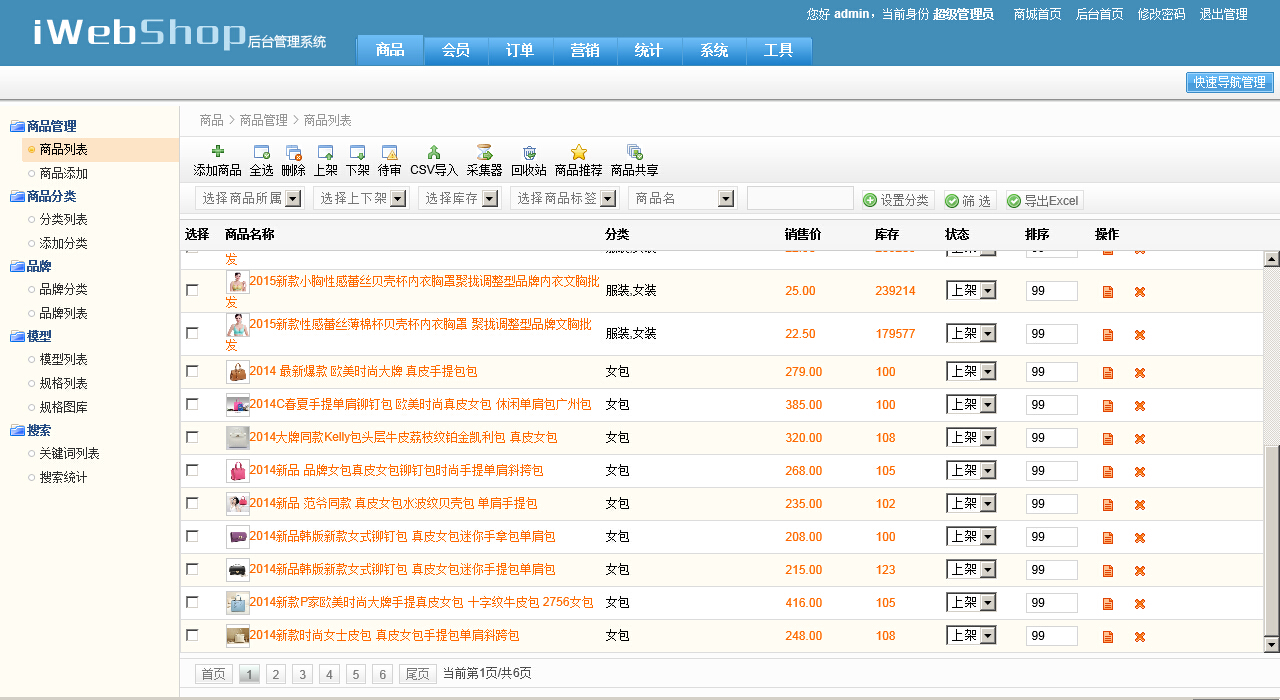 iWebShop后台管理系统
您好 admin，当前身份 超级管理员 商城首页 后台首页 修改密码 退出管理
商品 会员 订单 营销 统计 系统 工具
快速导航管理
商品管理
商品列表
商品添加
商品分类
分类列表
添加分类
品牌
品牌分类
品牌列表
模型
模型列表
规格列表
规格图库
搜索
关键词列表
搜索统计
商品 > 商品管理 > 商品列表
添加商品 全选 删除 上架 下架 待审 CSV导入 采集器 回收站 商品推荐 商品共享
选择商品所属 选择上下架 选择库存 选择商品标签 商品名 设置分类 筛 选 导出Excel
选择 商品名称 分类 销售价 库存 状态 排序 操作
发
2015新款小胸性感蕾丝贝壳杯内衣胸罩聚拢调整型品牌内衣文胸批
发 服装,女装 25.00 239214 上架 99
2015新款性感蕾丝薄棉杯贝壳杯内衣胸罩 聚拢调整型品牌文胸批
发 服装,女装 22.50 179577 上架 99
2014 最新爆款 欧美时尚大牌 真皮手提包包 女包 279.00 100 上架 99
2014C春夏手提单肩铆钉包 欧美时尚真皮女包 休闲单肩包广州包 女包 385.00 100 上架 99
2014大牌同款Kelly包头层牛皮荔枝纹铂金凯利包 真皮女包 女包 320.00 108 上架 99
2014新品 品牌女包真皮女包铆钉包时尚手提单肩斜挎包 女包 268.00 105 上架 99
2014新品 范爷同款 真皮女包水波纹贝壳包 单肩手提包 女包 235.00 102 上架 99
2014新品韩版新款女式铆钉包 真皮女包迷你手拿包单肩包 女包 208.00 100 上架 99
2014新品韩版新款女式铆钉包 真皮女包迷你手提包单肩包 女包 215.00 123 上架 99
2014新款P家欧美时尚大牌手提真皮女包 十字纹牛皮包 2756女包 女包 416.00 105 上架 99
2014新款时尚女士皮包 真皮女包手提包单肩斜跨包 女包 248.00 108 上架 99
首页 1 2 3 4 5 6 尾页 当前第1页/共6页